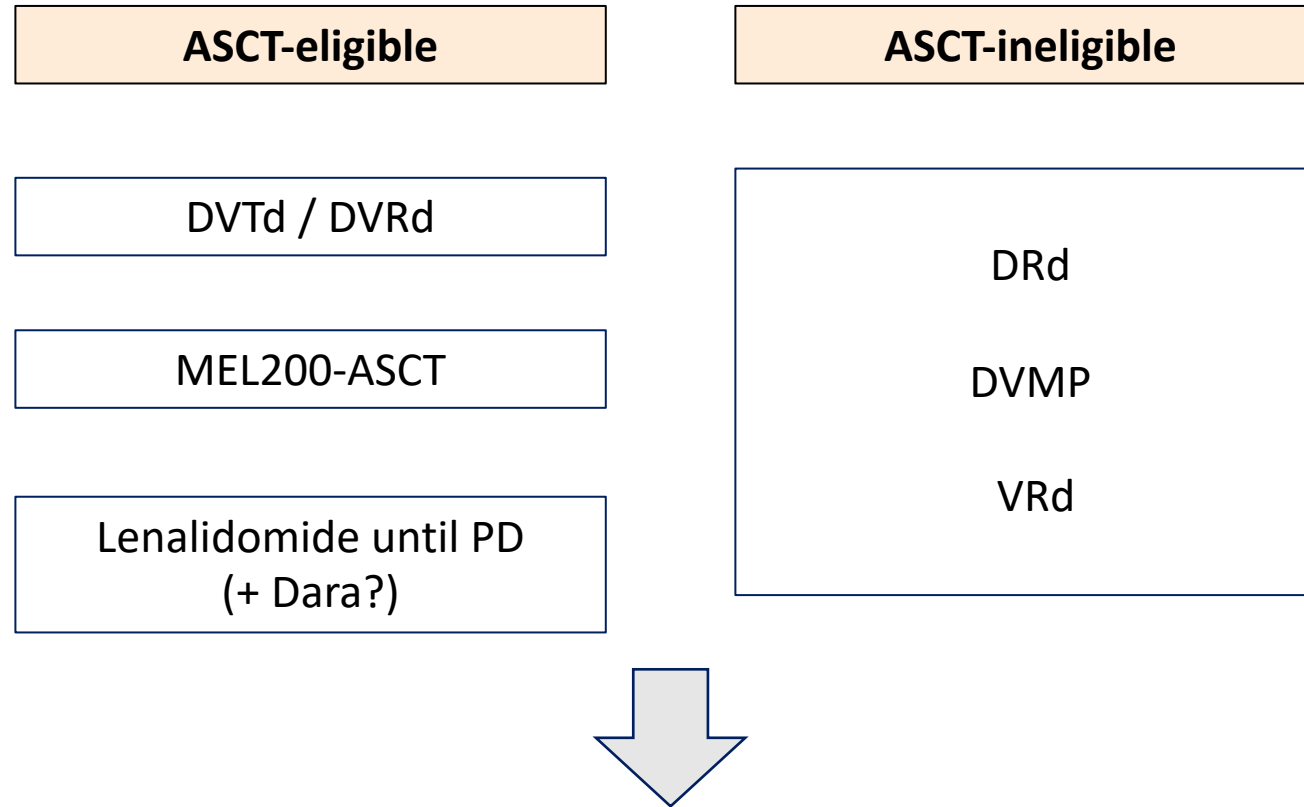 ASCT-eligible
DVTd / DVRd
MEL200-ASCT
Lenalidomide until PD
(+ Dara?)
ASCT-ineligible
DRd
DVMP
VRd